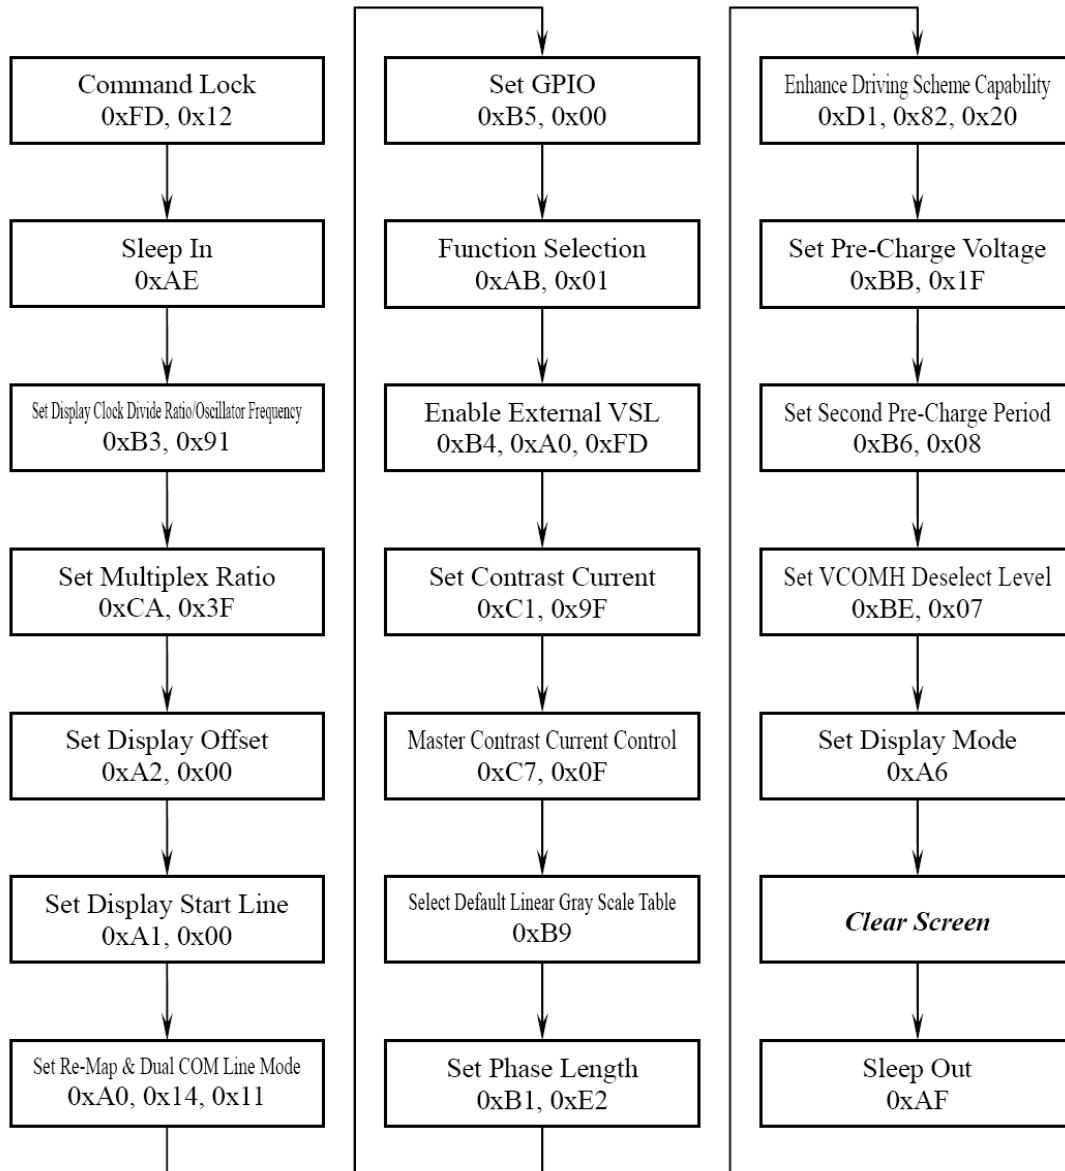 Command Lock
0xFD, 0x12
Sleep In
0xAE
Set Display Clock Divide Ratio/Oscillator Frequency
0xB3, 0x91
Set Multiplex Ratio
0xCA, 0x3F
Set Display Offset
0xA2, 0x00
Set Display Start Line
0xA1, 0x00
Set Re-Map & Dual COM Line Mode
0xA0, 0x14, 0x11
Set GPIO
0xB5, 0x00
Function Selection
0xAB, 0x01
Enable External VSL
0xB4, 0xA0, 0xFD
Set Contrast Current
0xC1, 0x9F
Master Contrast Current Control
0xC7, 0x0F
Select Default Linear Gray Scale Table
0xB9
Set Phase Length
0xB1, 0xE2
Enhance Driving Scheme Capability
0xD1, 0x82, 0x20
Set Pre-Charge Voltage
0xBB, 0x1F
Set Second Pre-Charge Period
0xB6, 0x08
Set VCOMH Deselect Level
0xBE, 0x07
Set Display Mode
0xA6
Clear Screen
Sleep Out
0xAF